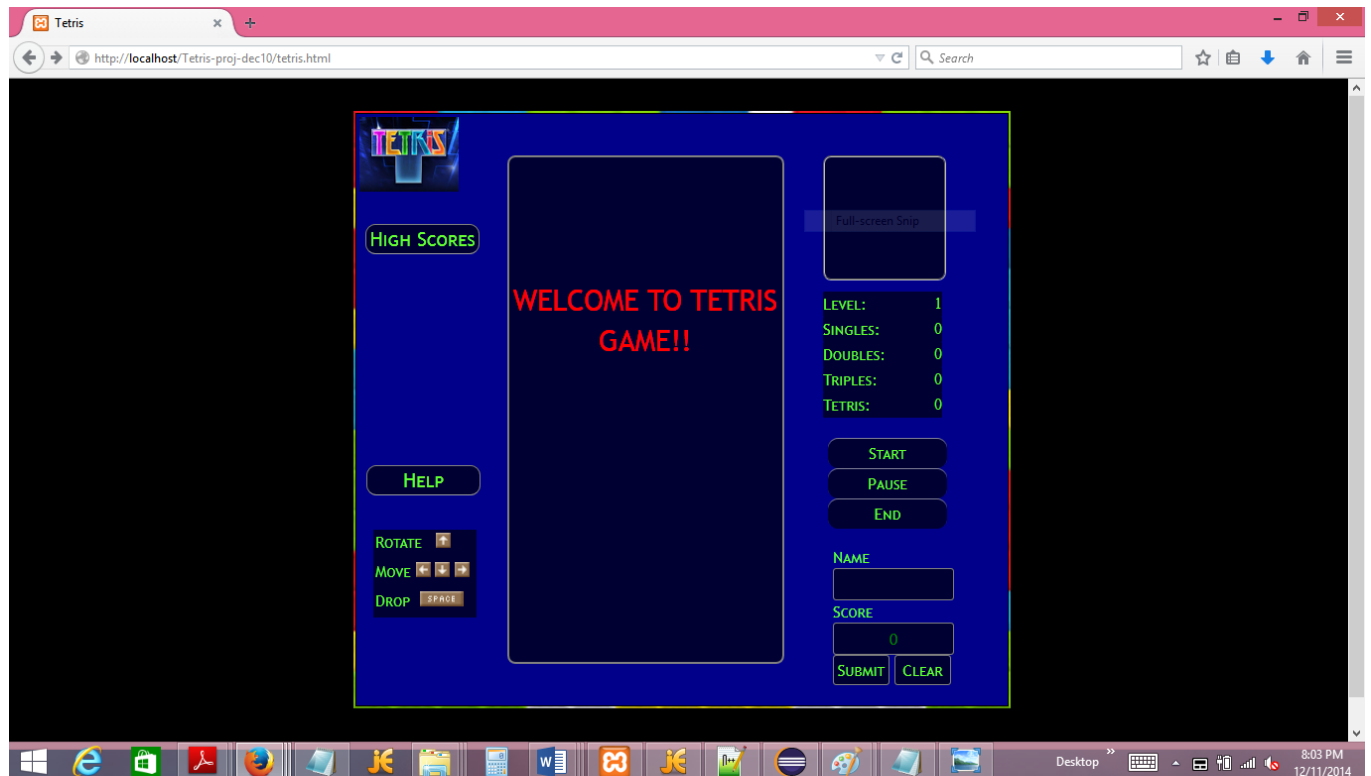 Tetris
http://localhost/Tetris-proj-dec10/tetris.html
Search
TETRIS
HIGH SCORES
Full-screen Snip
WELCOME TO TETRIS
GAME!!
LEVEL: 1
SINGLES: 0
DOUBLES: 0
TRIPLES: 0
TETRIS: 0
START
PAUSE
END
HELP
ROTATE
MOVE
DROP SPACE
NAME
SCORE
0
SUBMIT CLEAR
Desktop
8:03 PM
12/11/2014